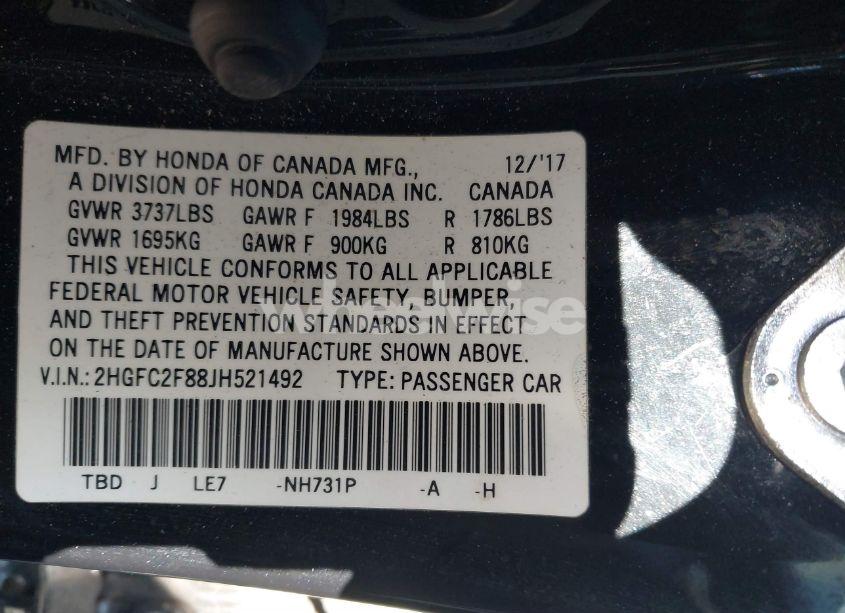 MFD. BY HONDA OF CANADA MFG., 12/'17
A DIVISION OF HONDA CANADA INC. CANADA
GVWR 3737LBS GAWR F 1984LBS R 1786LBS
GVWR 1695KG GAWR F 900KG R 810KG
THIS VEHICLE CONFORMS TO ALL APPLICABLE
FEDERAL MOTOR VEHICLE SAFETY, BUMPER,
AND THEFT PREVENTION STANDARDS IN EFFECT
ON THE DATE OF MANUFACTURE SHOWN ABOVE.
V.I.N.: 2HGFC2F88JH521492 TYPE: PASSENGER CAR
TBD J LE7 -NH731P -A -H
wheelwise